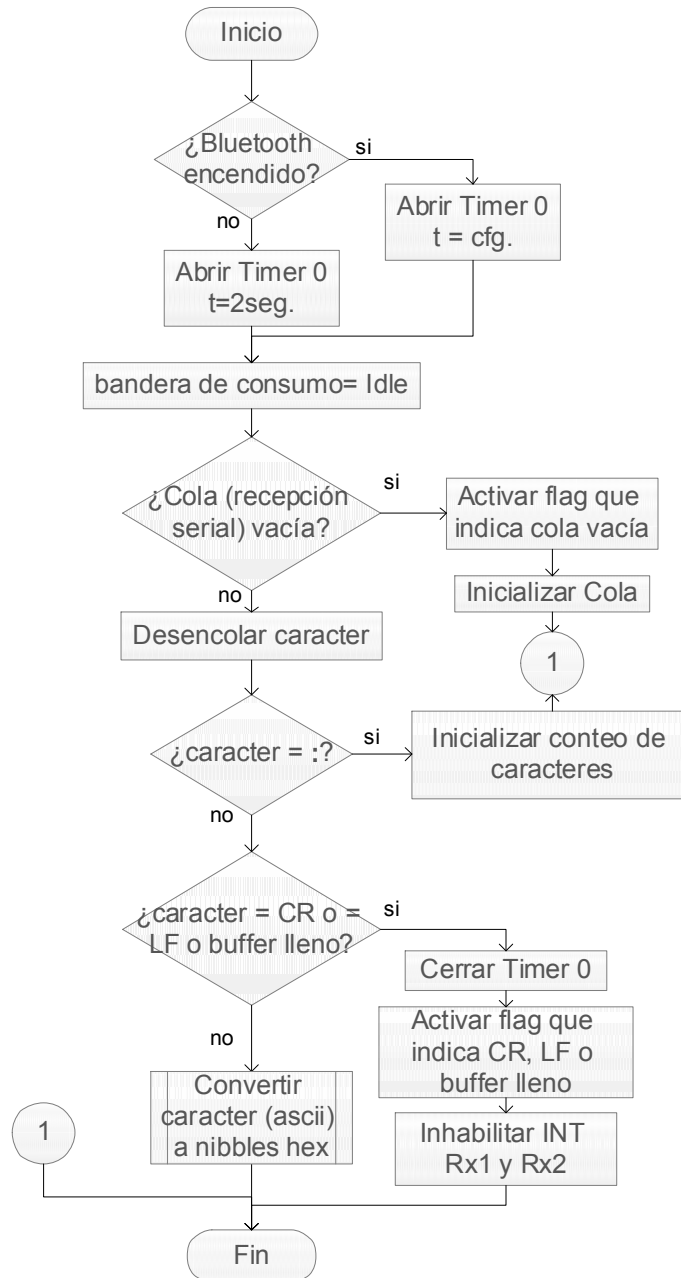 Inicio
¿Bluetooth
encendido?
si
no
Abrir Timer 0
t = cfg.
Abrir Timer 0
t=2seg.
bandera de consumo= Idle
¿Cola (recepción
serial) vacía?
si
no
Activar flag que
indica cola vacía
Inicializar Cola
1
Desencolar caracter
¿caracter = :?
si
no
Inicializar conteo de
caracteres
¿caracter = CR o =
LF o buffer lleno?
si
no
Cerrar Timer 0
Activar flag que
indica CR, LF o
buffer lleno
Inhabilitar INT
Rx1 y Rx2
Convertir
caracter (ascii)
a nibbles hex
1
Fin